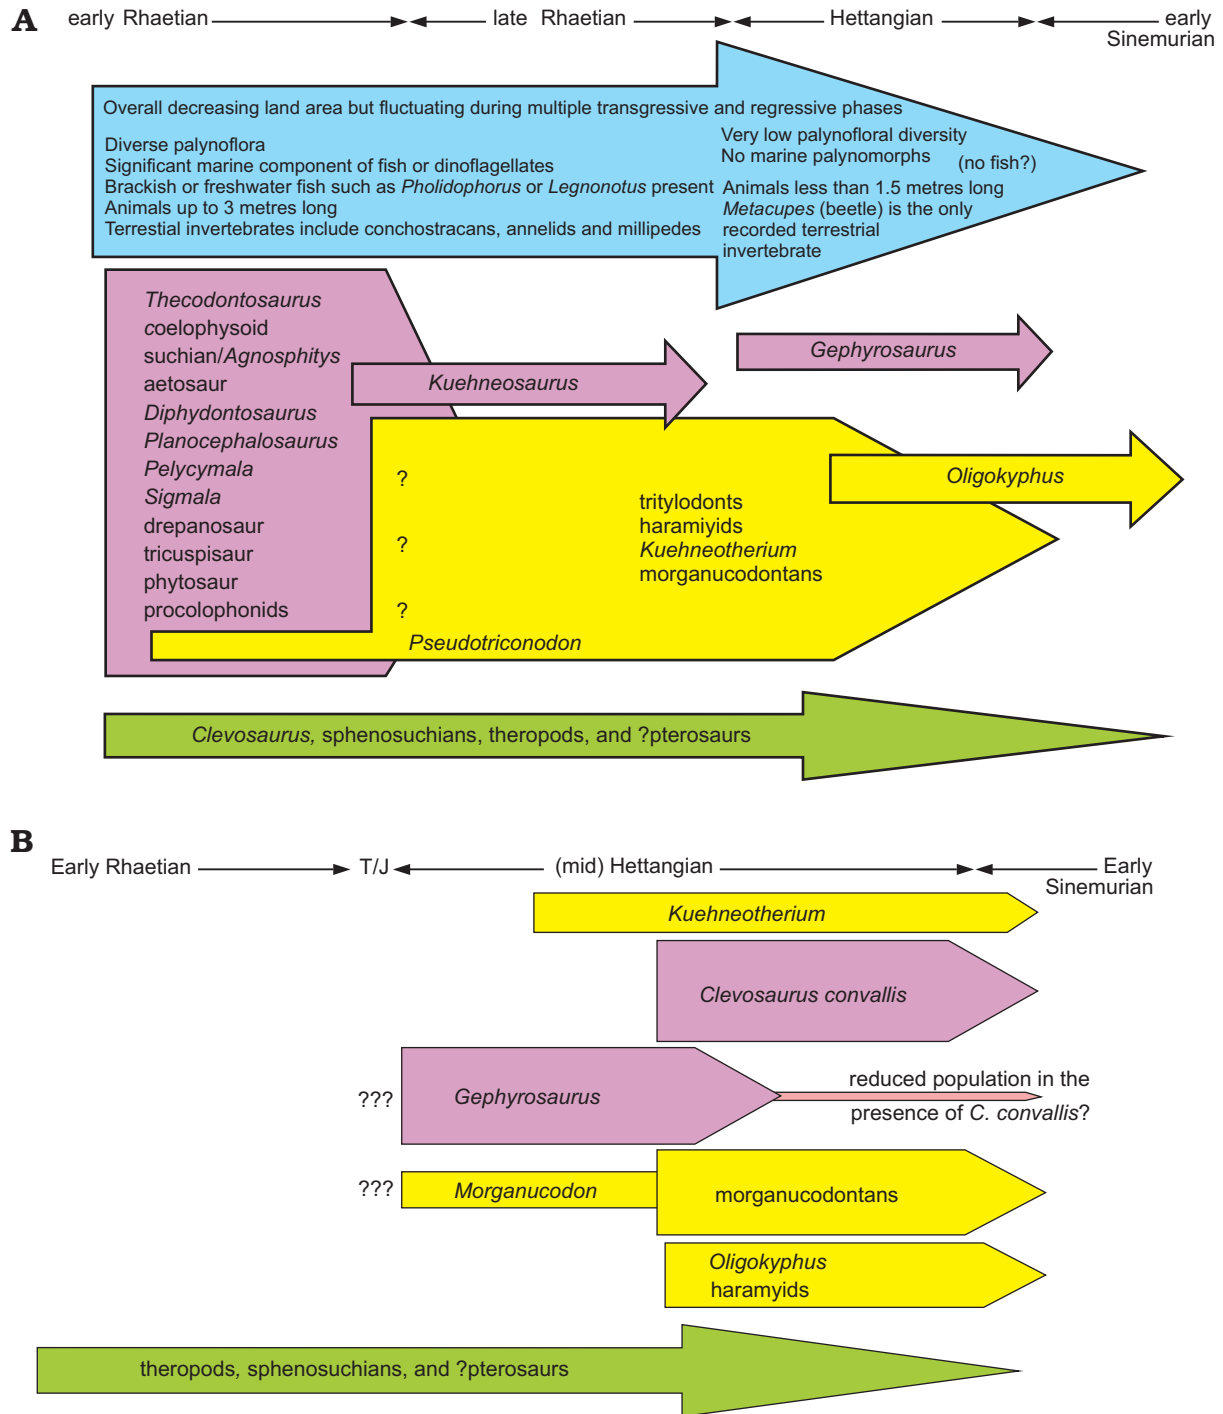 A
early Rhaetian
late Rhaetian
Hettangian
early
Sinemurian
Overall decreasing land area but fluctuating during multiple transgressive and regressive phases
Diverse palynoflora
Significant marine component of fish or dinoflagellates
Brackish or freshwater fish such as Pholidophorus or Legnonotus present
Animals up to 3 metres long
Terrestial invertebrates include conchostracans, annelids and millipedes
Very low palynofloral diversity
No marine palynomorphs
(no fish?)
Animals less than 1.5 metres long
Metacupes (beetle) is the only
recorded terrestrial
invertebrate
Thecodontosaurus
coelophysoid
suchian/Agnosphitys
aetosaur
Diphydontosaurus
Planocephalosaurus
Pelycymala
Sigmala
drepanosaur
tricuspisaur
phytosaur
procolophonids
Kuehneosaurus
Gephyrosaurus
?
?
?
tritylodonts
haramiyids
Kuehneotherium
morganucodontans
Oligokyphus
Pseudotriconodon
Clevosaurus, sphenosuchians, theropods, and ?pterosaurs
B
Early Rhaetian
T/J
(mid) Hettangian
Early
Sinemurian
Kuehneotherium
Clevosaurus convallis
???
Gephyrosaurus
reduced population in the
presence of C. convallis?
???
Morganucodon
morganucodontans
Oligokyphus
haramyids
theropods, sphenosuchians, and ?pterosaurs